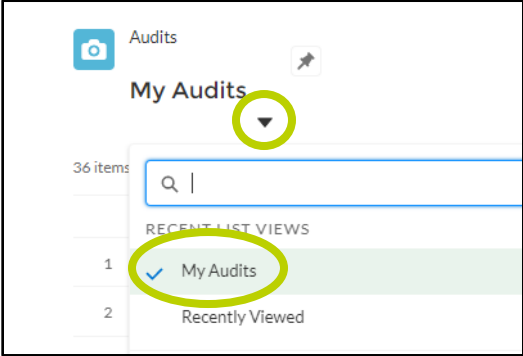 Audits
My Audits
36 items
RECENT LIST VIEWS
1
My Audits
2
Recently Viewed